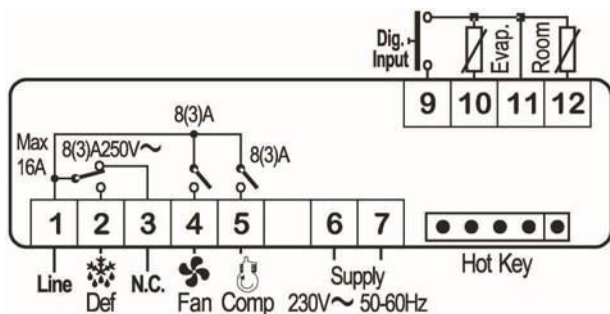 Dig.
Input
Evap.
Room
9 10 11 12
8(3)A
Max
16A
8(3)A250V~
8(3)A
1 2 3 4 5 6 7
Line
Def
N.C.
Fan
Comp
Supply
230V~ 50-60Hz
Hot Key